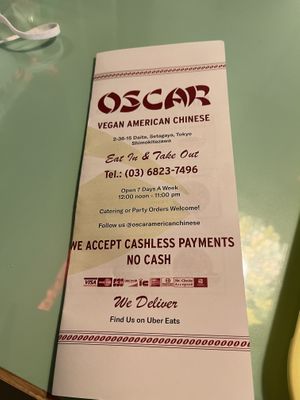 OSCAR
VEGAN AMERICAN CHINESE
2-36-15 Daita, Setagaya, Tokyo
Shimokitazawa
Eat In & Take Out
Tel.: (03) 6823-7496
Open 7 Days A Week
12:00 noon - 11:00 pm
Catering or Party Orders Welcome!
Follow us @oscaramericanchinese
WE ACCEPT CASHLESS PAYMENTS
NO CASH
VISA
We Deliver
Find Us on Uber Eats